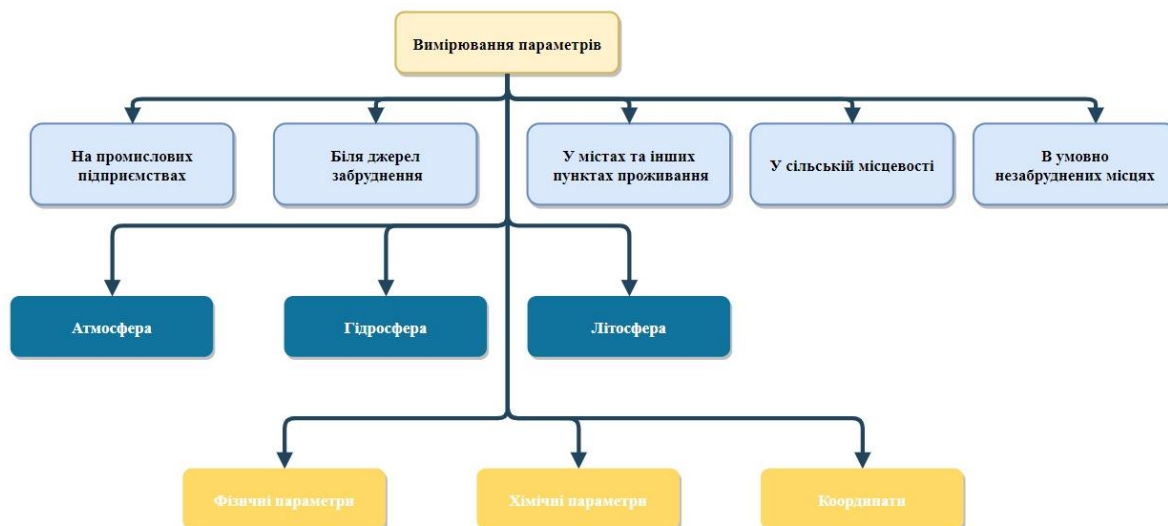 Вимірювання параметрів
На промислових
підприємствах
Біля джерел
забруднення
У містах та інших
пунктах проживання
У сільській місцевості
В умовно
незабруднених місцях
Атмосфера
Гідросфера
Літосфера
Фізичні параметри
Хімічні параметри
Координати